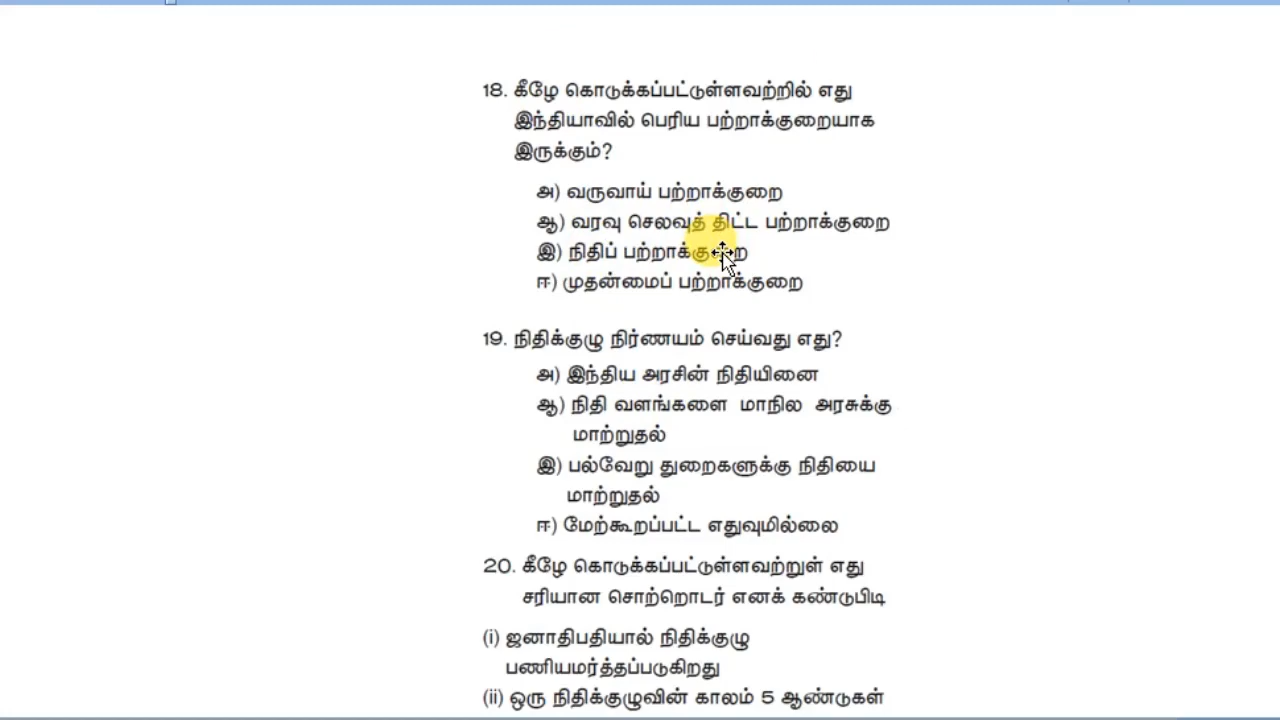 18. கீழே கொடுக்கப்பட்டுள்ளவற்றில் எது
இந்தியாவில் பெரிய பற்றாக்குறையாக
இருக்கும்?
அ) வருவாய் பற்றாக்குறை
ஆ) வரவு செலவுத் திட்ட பற்றாக்குறை
இ) நிதிப் பற்றாக்குறை
ஈ) முதன்மைப் பற்றாக்குறை
19. நிதிக்குழு நிர்ணயம் செய்வது எது?
அ) இந்திய அரசின் நிதியினை
ஆ) நிதி வளங்களை மாநில அரசுக்கு
மாற்றுதல்
இ) பல்வேறு துறைகளுக்கு நிதியை
மாற்றுதல்
ஈ) மேற்கூறப்பட்ட எதுவுமில்லை
20. கீழே கொடுக்கப்பட்டுள்ளவற்றுள் எது
சரியான சொற்றொடர் எனக் கண்டுபிடி
(i) ஜனாதிபதியால் நிதிக்குழு
பணியமர்த்தப்படுகிறது
(ii) ஒரு நிதிக்குழுவின் காலம் 5 ஆண்டுகள்